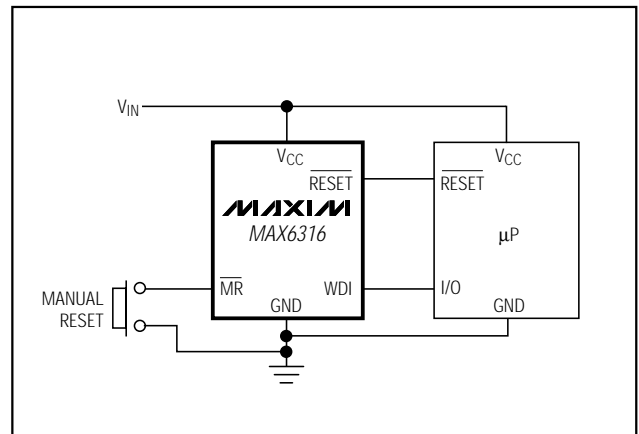 VIN
VCC
VCC
RESET
RESET
MAXIM
MAX6316
µP
MANUAL
RESET
MR
WDI
I/O
GND
GND